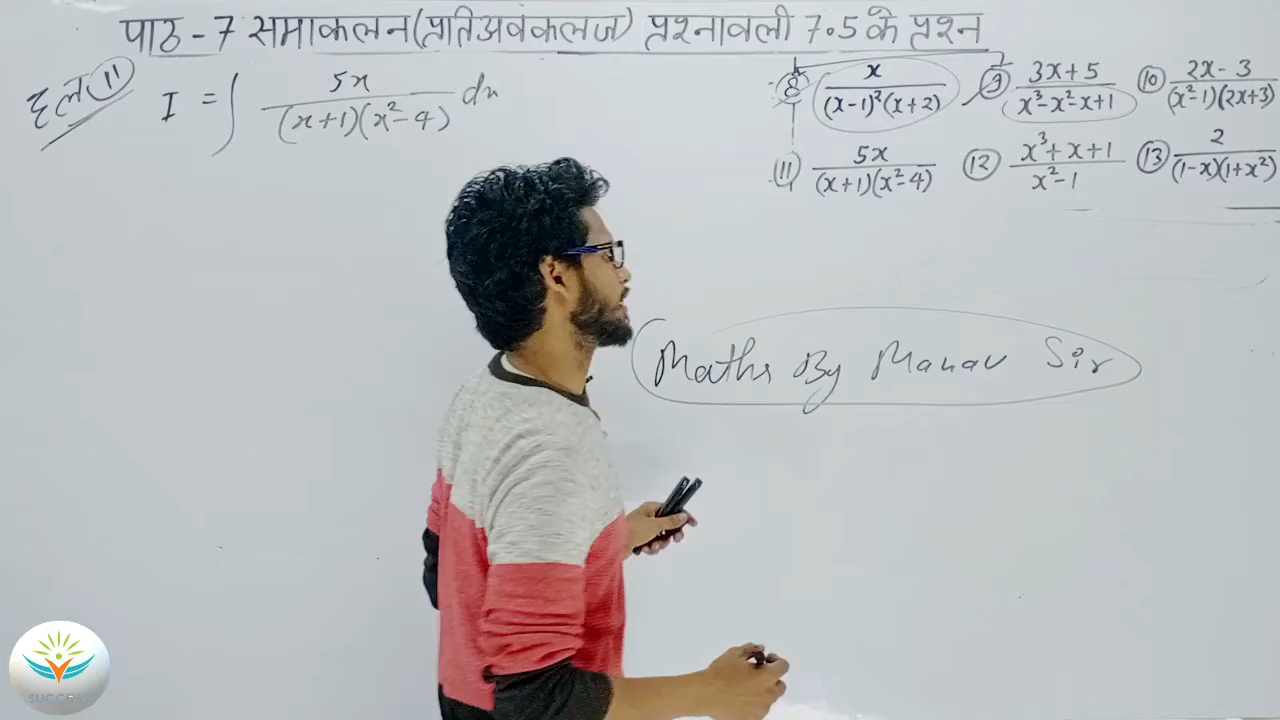 पाठ - 7 समाकलन (प्रतिअवकलज) प्रश्नावली 7.5 के प्रश्न
हल 11 I = ∫ 5x / (x+1)(x²-4) dx
8 x / (x-1)²(x+2) 9 3x+5 / x³-x²-x+1 10 2x-3 / (x²-1)(2x+3)
11 5x / (x+1)(x²-4) 12 x³+x+1 / x²-1 13 2 / (1-x)(1+x²)
Maths By Manav Sir
SUCCESS